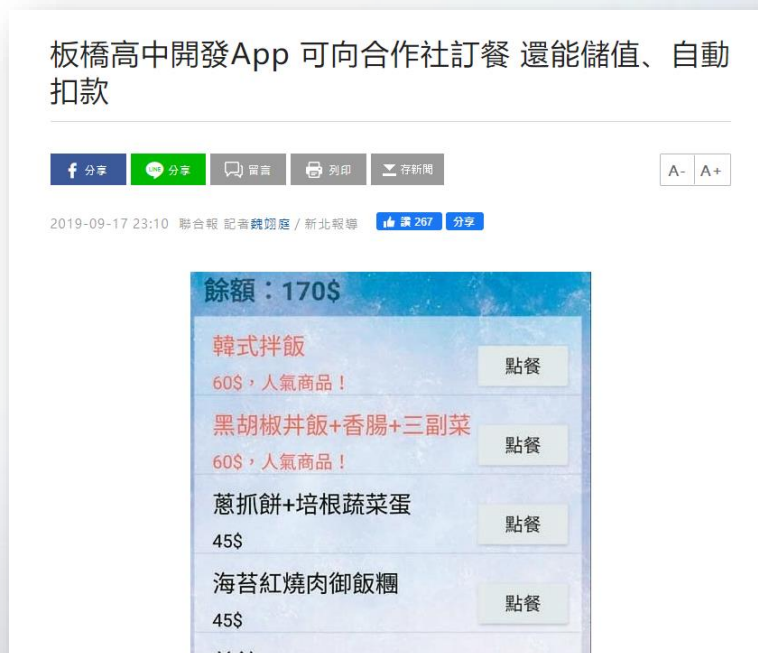 板橋高中開發App 可向合作社訂餐 還能儲值、自動
扣款
f 分享
LINE 分享
留言
列印
存新聞
A- A+
2019-09-17 23:10 聯合報 記者魏翊庭 / 新北報導
讚 267
分享
餘額：170$
韓式拌飯
60$，人氣商品！
點餐
黑胡椒丼飯+香腸+三副菜
60$，人氣商品！
點餐
蔥抓餅+培根蔬菜蛋
45$
點餐
海苔紅燒肉御飯糰
45$
點餐